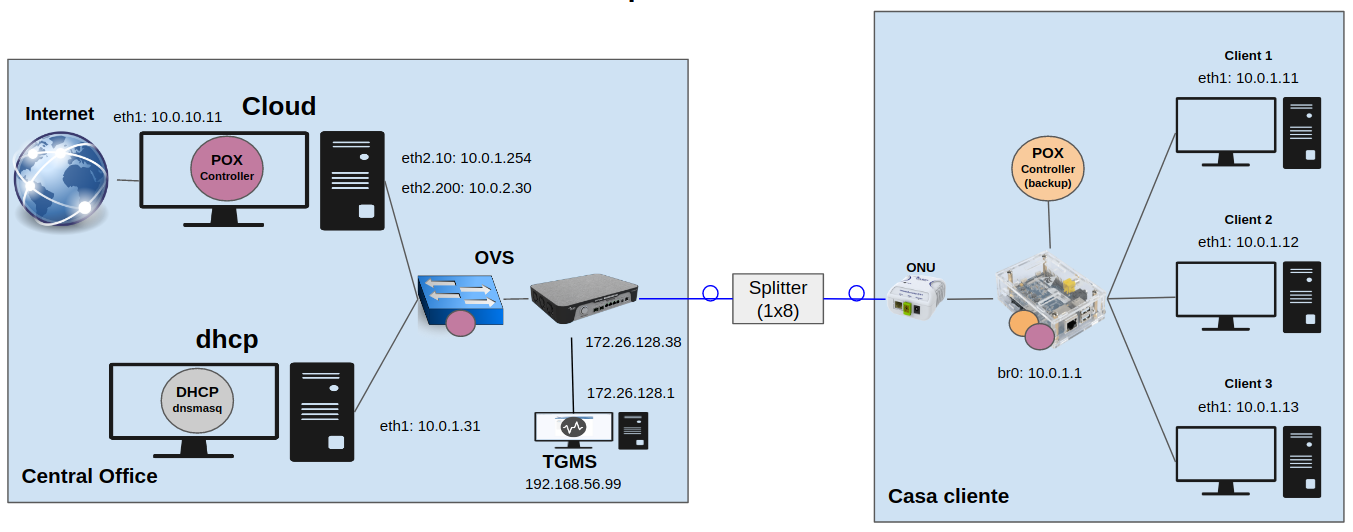 Internet
eth1: 10.0.10.11
Cloud
POX
Controller
eth2.10: 10.0.1.254
eth2.200: 10.0.2.30
OVS
dhcp
DHCP
dnsmasq
eth1: 10.0.1.31
172.26.128.38
172.26.128.1
TGMS
192.168.56.99
Central Office
Splitter
(1x8)
ONU
POX
Controller
(backup)
br0: 10.0.1.1
Client 1
eth1: 10.0.1.11
Client 2
eth1: 10.0.1.12
Client 3
eth1: 10.0.1.13
Casa cliente